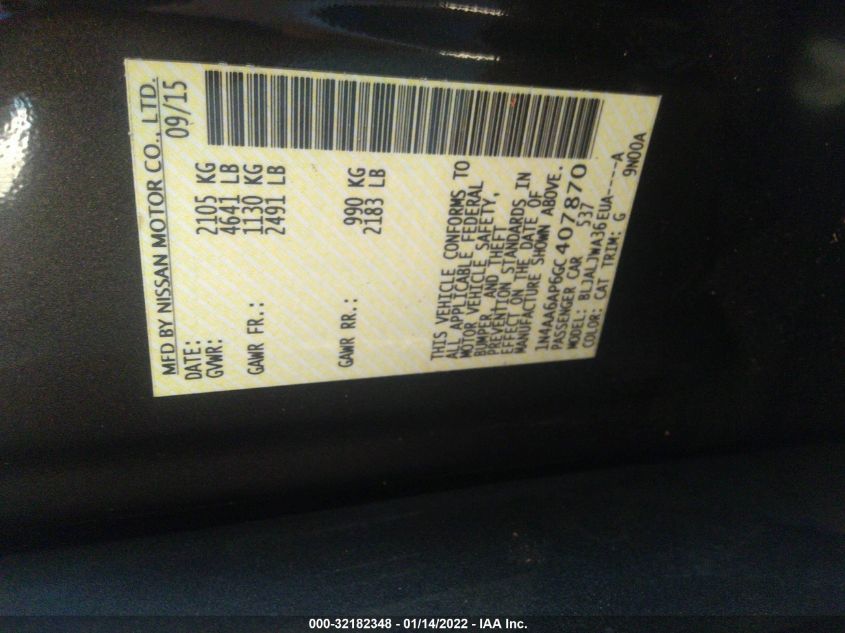 MFD BY NISSAN MOTOR CO., LTD.
DATE: 09/15
GVWR: 2105 KG
4641 LB
GAWR FR.: 1130 KG
2491 LB
GAWR RR.: 990 KG
2183 LB
THIS VEHICLE CONFORMS TO
ALL APPLICABLE FEDERAL
MOTOR VEHICLE SAFETY,
BUMPER, AND THEFT
PREVENTION STANDARDS IN
EFFECT ON THE DATE OF
MANUFACTURE SHOWN ABOVE.
1N4AA6AP6GC407870
PASSENGER CAR 537
MODEL: BLJALJWA36EUA-----A
COLOR: CAT TRIM: G 9N00A
000-32182348 - 01/14/2022 - IAA Inc.